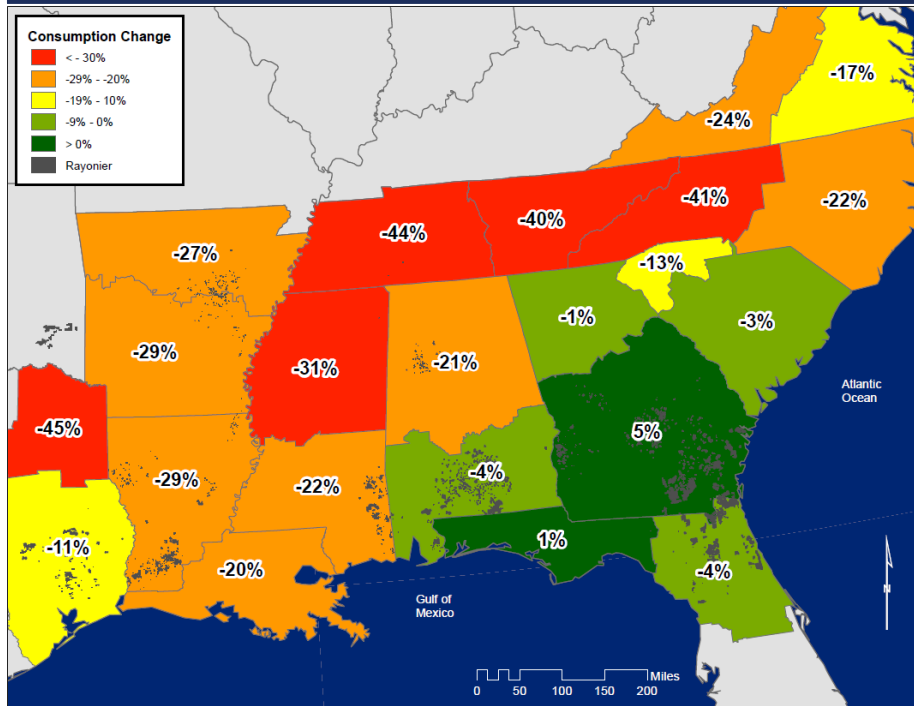 Consumption Change
< - 30%
-29% - -20%
-19% - 10%
-9% - 0%
> 0%
Rayonier
-17%
-24%
-41%
-22%
-40%
-44%
-27%
-13%
-1%
-3%
-29%
-31%
-21%
Atlantic
Ocean
-45%
5%
-29%
-22%
-4%
-11%
1%
-20%
-4%
Gulf of
Mexico
N
Miles
0 50 100 150 200